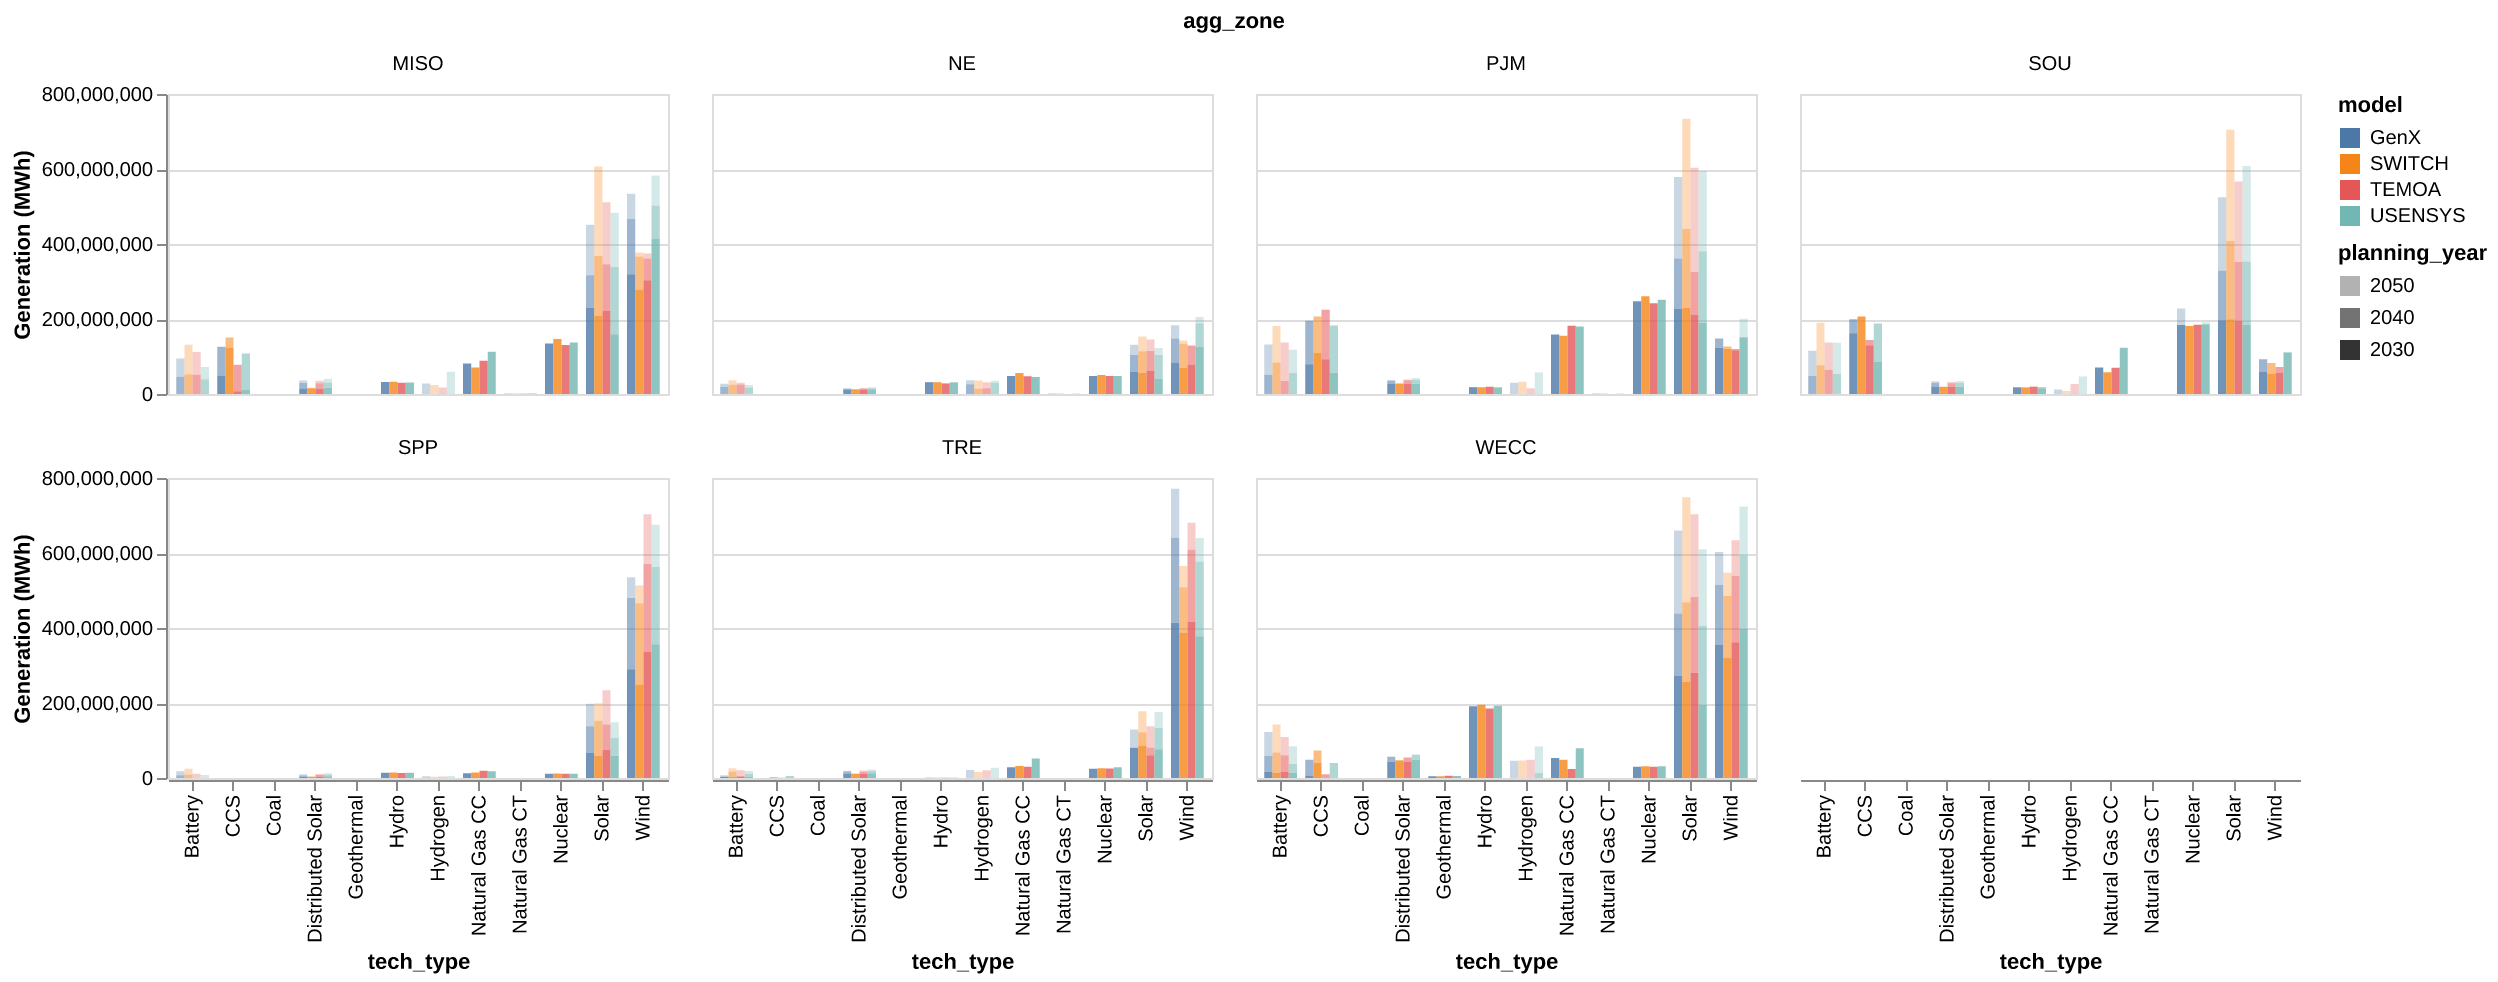 agg_zone
MISO
NE
PJM
SOU
800,000,000
600,000,000
400,000,000
200,000,000
0
Generation (MWh)
model
GenX
SWITCH
TEMOA
USENSYS
planning_year
2050
2040
2030
SPP
TRE
WECC
800,000,000
600,000,000
400,000,000
200,000,000
0
Generation (MWh)
Battery
CCS
Coal
Distributed Solar
Geothermal
Hydro
Hydrogen
Natural Gas CC
Natural Gas CT
Nuclear
Solar
Wind
Battery
CCS
Coal
Distributed Solar
Geothermal
Hydro
Hydrogen
Natural Gas CC
Natural Gas CT
Nuclear
Solar
Wind
Battery
CCS
Coal
Distributed Solar
Geothermal
Hydro
Hydrogen
Natural Gas CC
Natural Gas CT
Nuclear
Solar
Wind
Battery
CCS
Coal
Distributed Solar
Geothermal
Hydro
Hydrogen
Natural Gas CC
Natural Gas CT
Nuclear
Solar
Wind
tech_type
tech_type
tech_type
tech_type